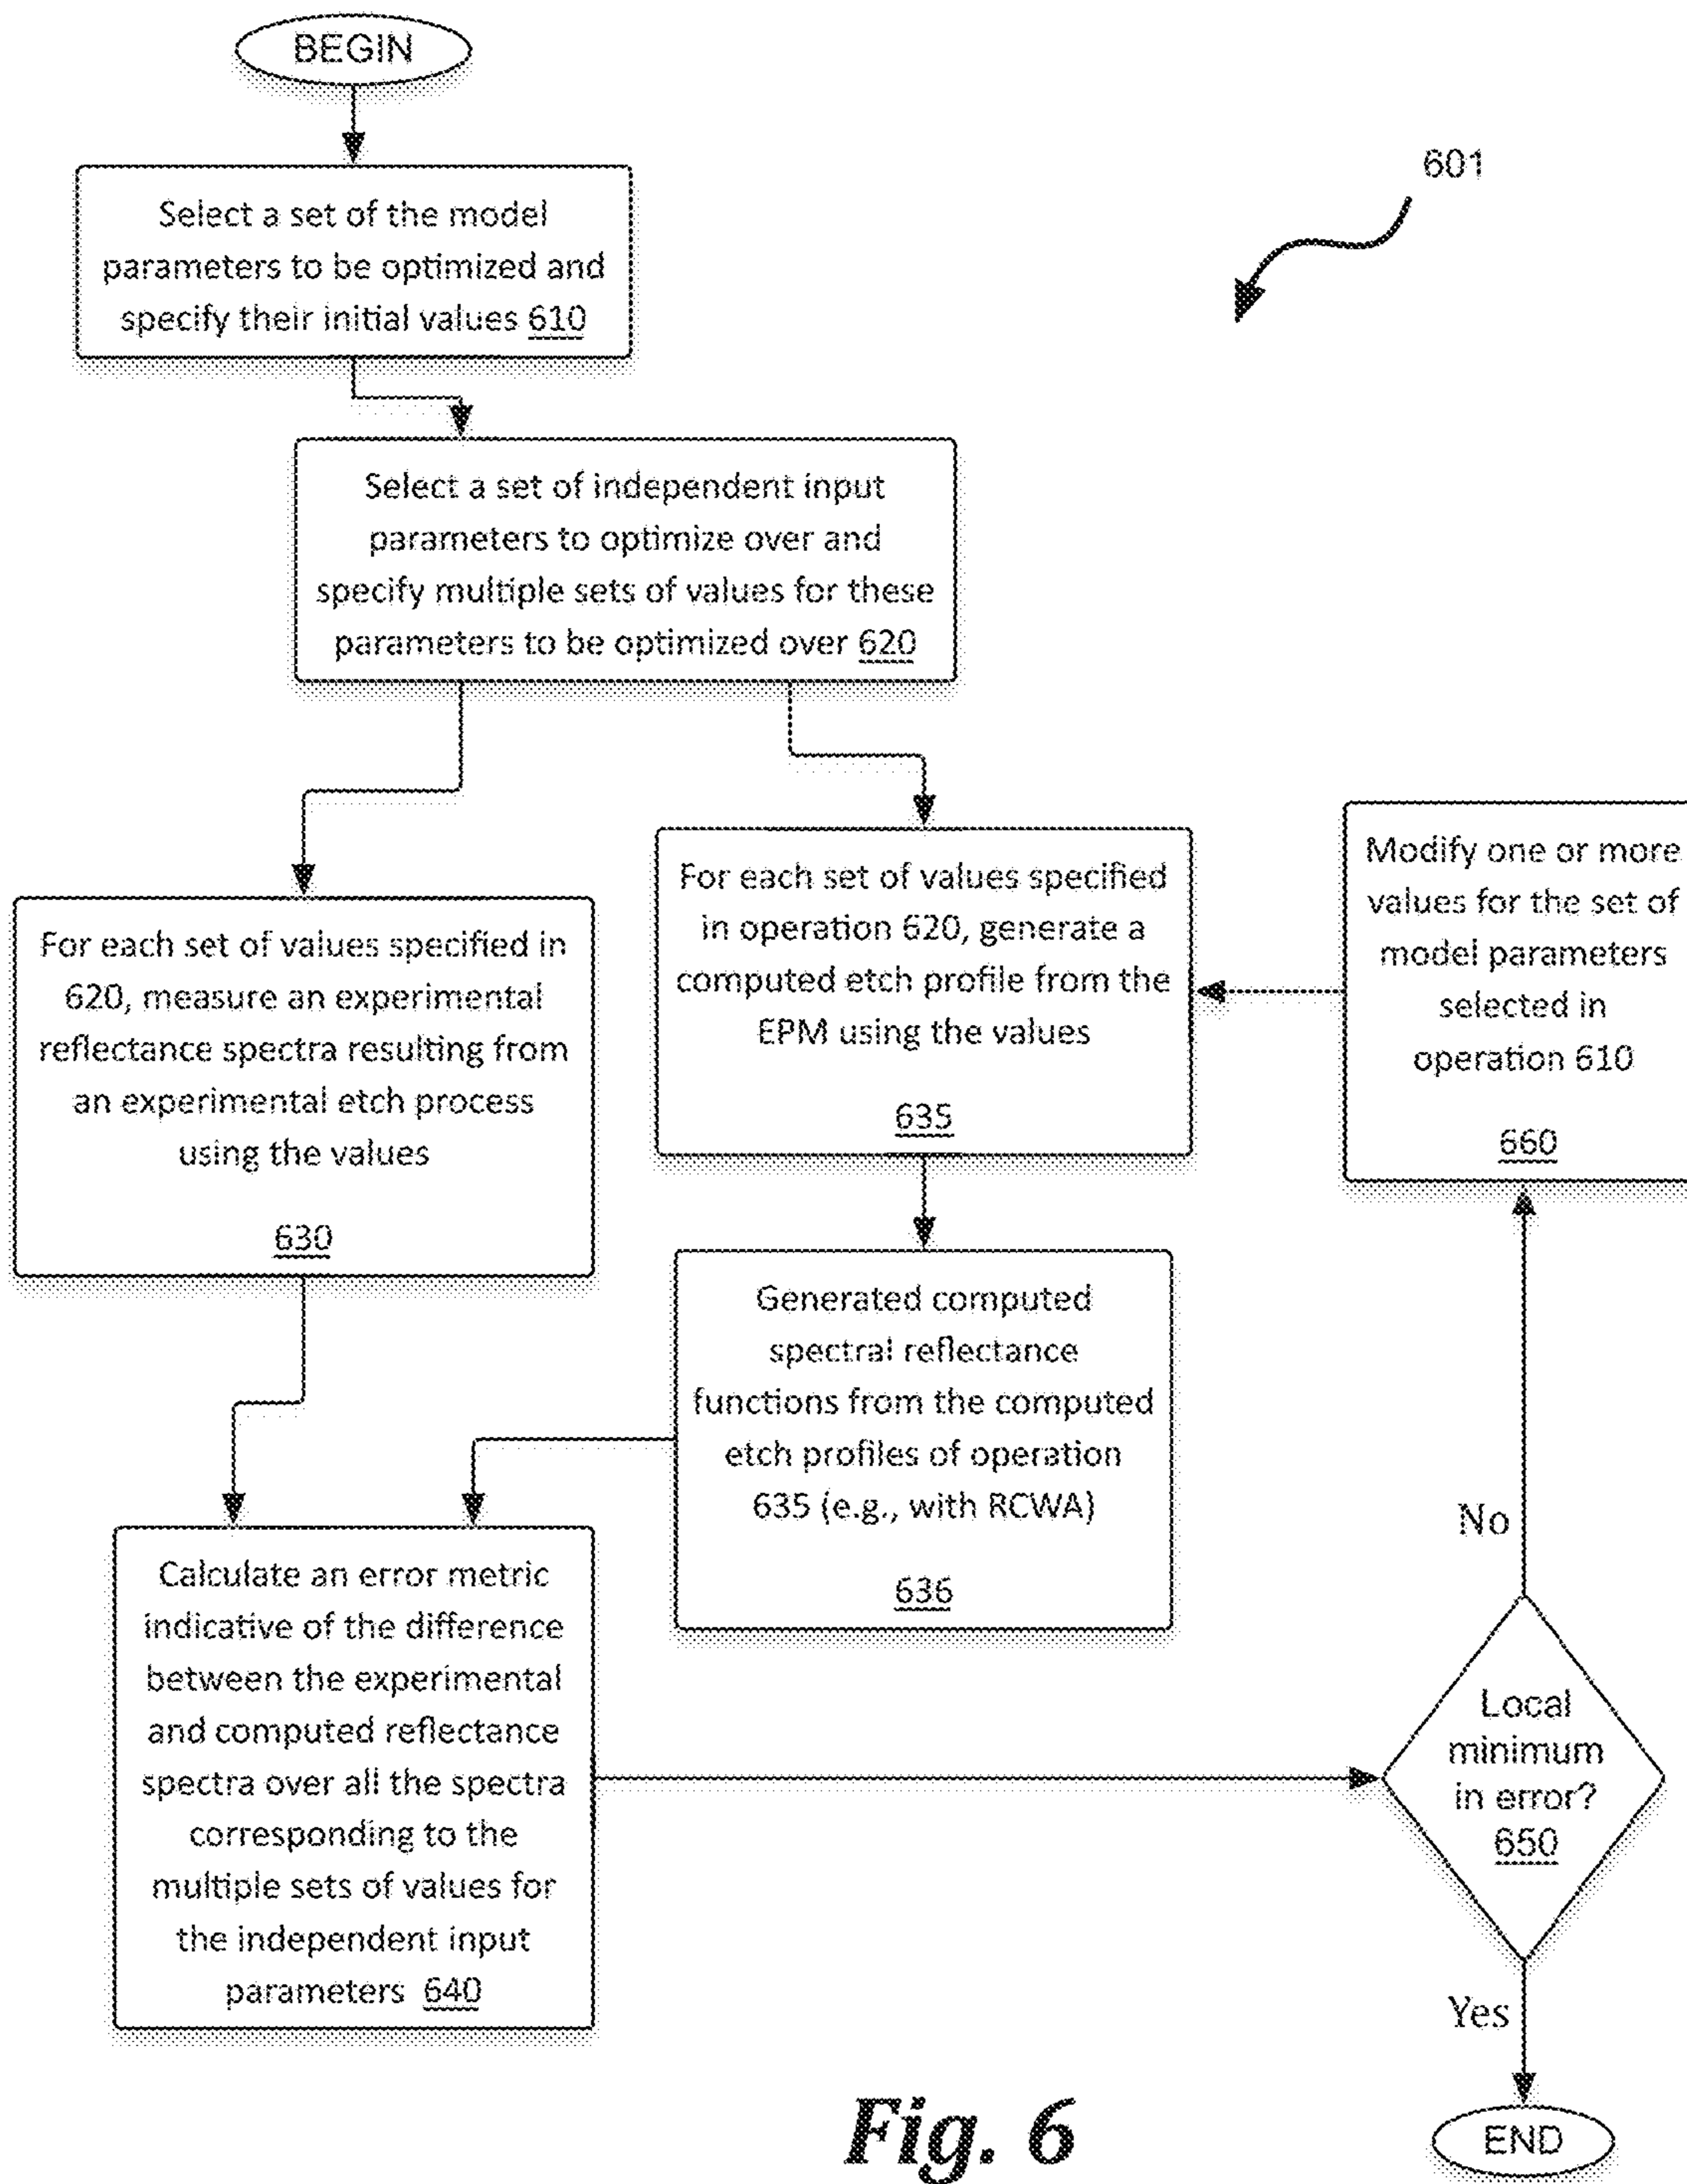 BEGIN
601
Select a set of the model
parameters to be optimized and
specify their initial values 610
Select a set of independent input
parameters to optimize over and
specify multiple sets of values for these
parameters to be optimized over 620
For each set of values specified in
620, measure an experimental
reflectance spectra resulting from
an experimental etch process
using the values
630
For each set of values specified
in operation 620, generate a
computed etch profile from the
EPM using the values
635
Modify one or more
values for the set of
model parameters
selected in
operation 610
660
Generated computed
spectral reflectance
functions from the computed
etch profiles of operation
635 (e.g., with RCWA)
636
Calculate an error metric
indicative of the difference
between the experimental
and computed reflectance
spectra over all the spectra
corresponding to the
multiple sets of values for
the independent input
parameters 640
No
Local
minimum
in error?
650
Yes
END
Fig. 6